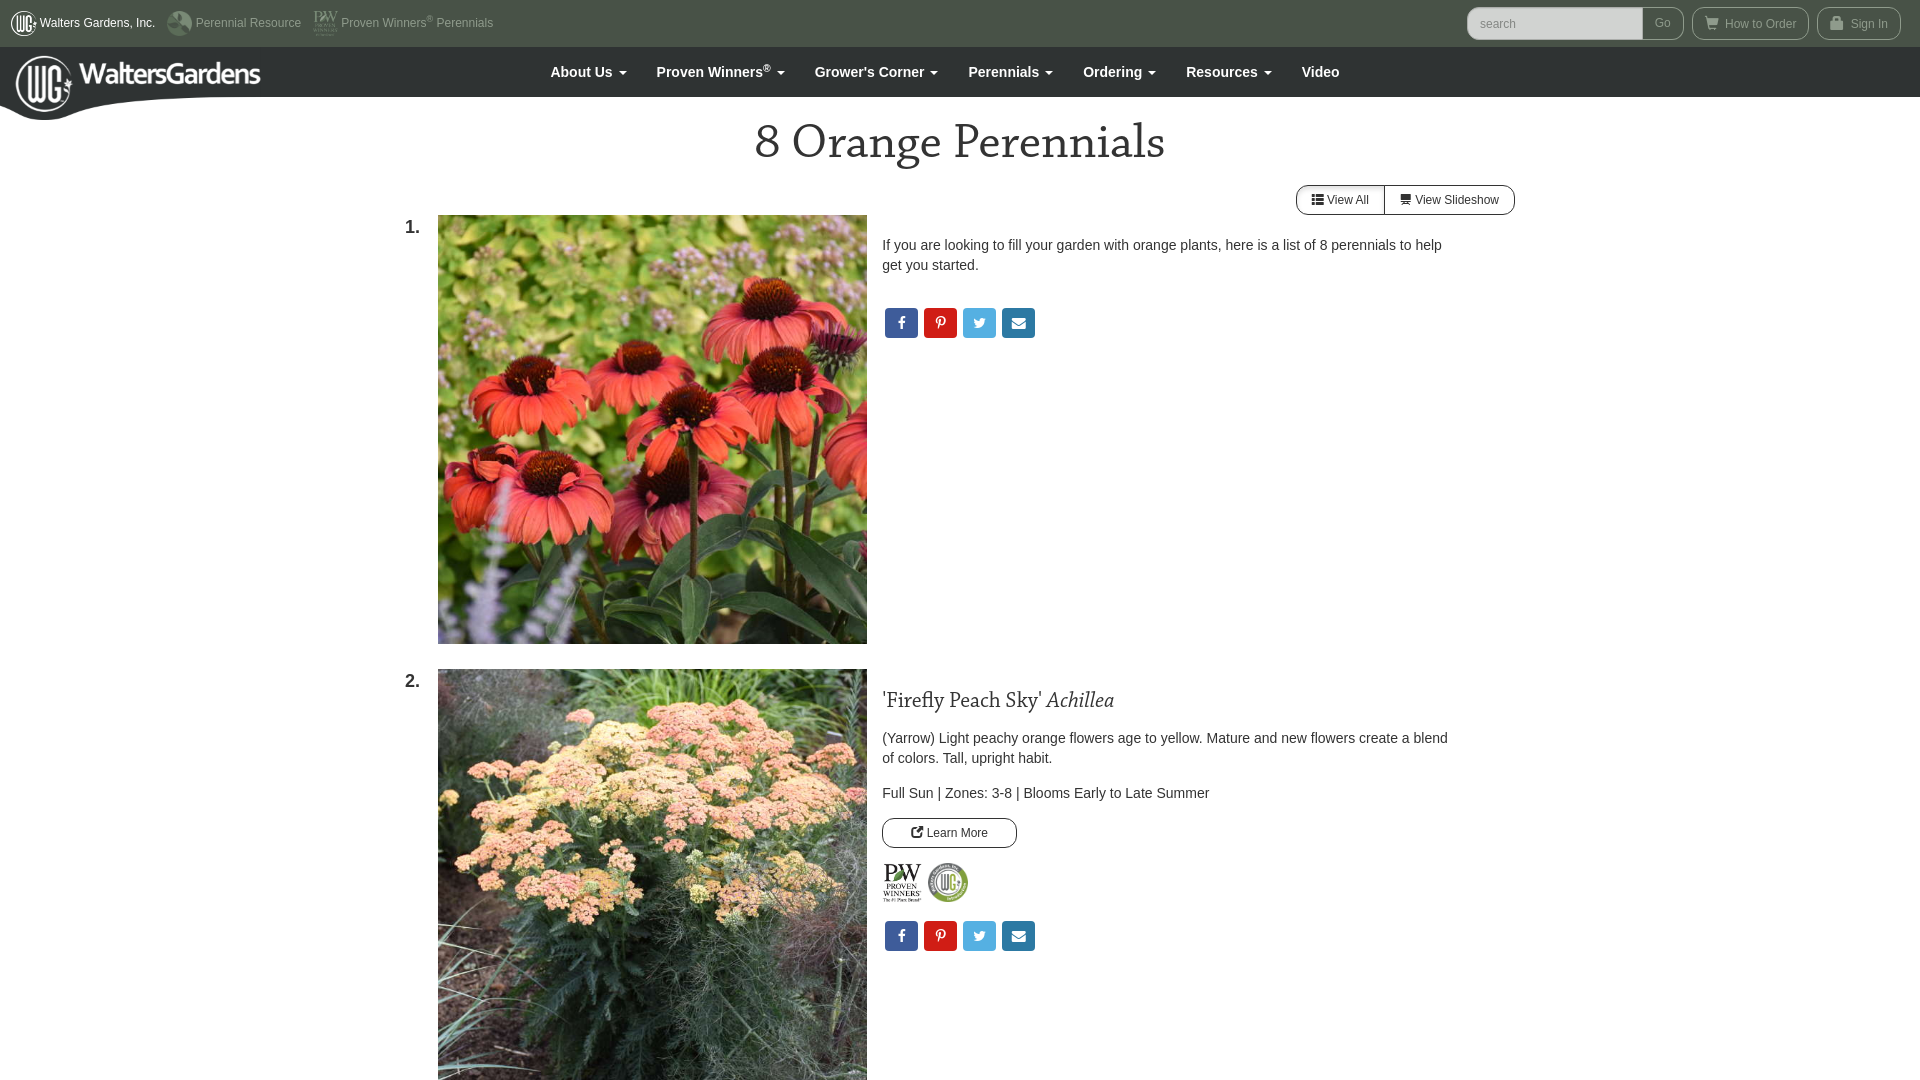 Walters Gardens, Inc.
Perennial Resource
Proven Winners® Perennials
search
Go
How to Order
Sign In
WG
WaltersGardens
About Us
Proven Winners®
Grower's Corner
Perennials
Ordering
Resources
Video
8 Orange Perennials
View All
View Slideshow
1.
If you are looking to fill your garden with orange plants, here is a list of 8 perennials to help
get you started.
2.
'Firefly Peach Sky' Achillea
(Yarrow) Light peachy orange flowers age to yellow. Mature and new flowers create a blend
of colors. Tall, upright habit.
Full Sun | Zones: 3-8 | Blooms Early to Late Summer
Learn More
PW
PROVEN
WINNERS®
WG